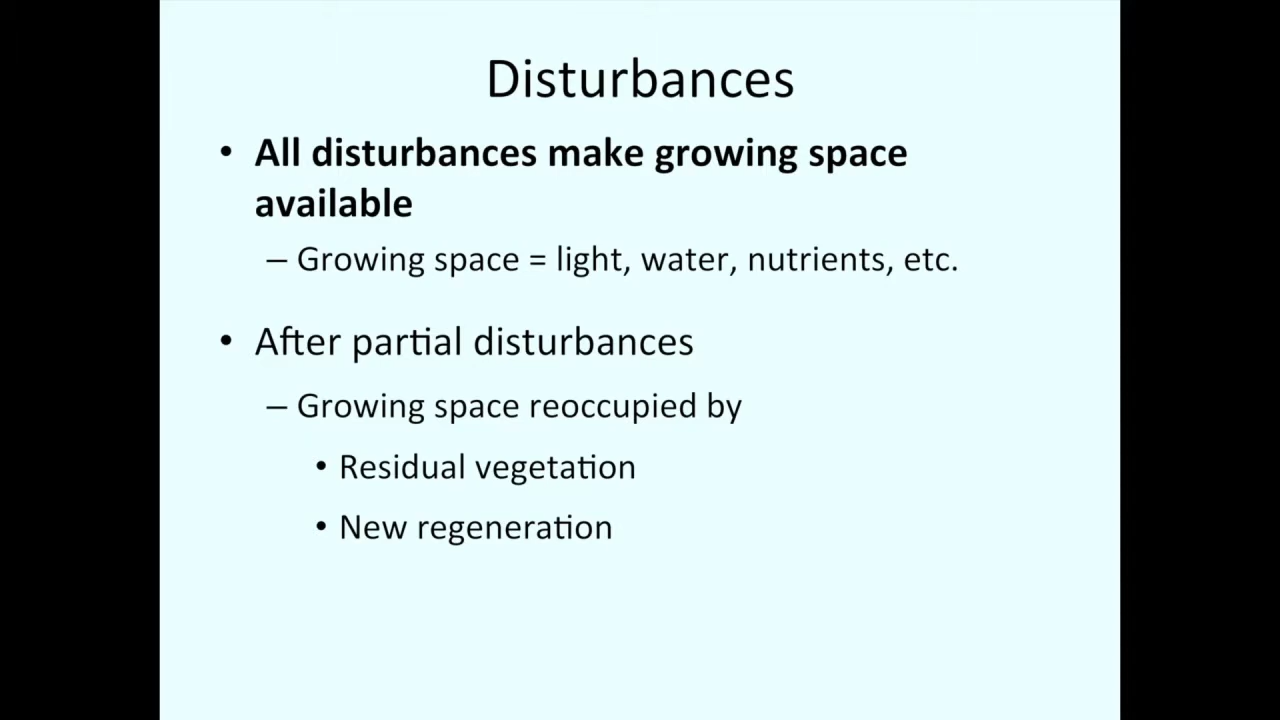 Disturbances
• All disturbances make growing space
available
– Growing space = light, water, nutrients, etc.
• After partial disturbances
– Growing space reoccupied by
• Residual vegetation
• New regeneration